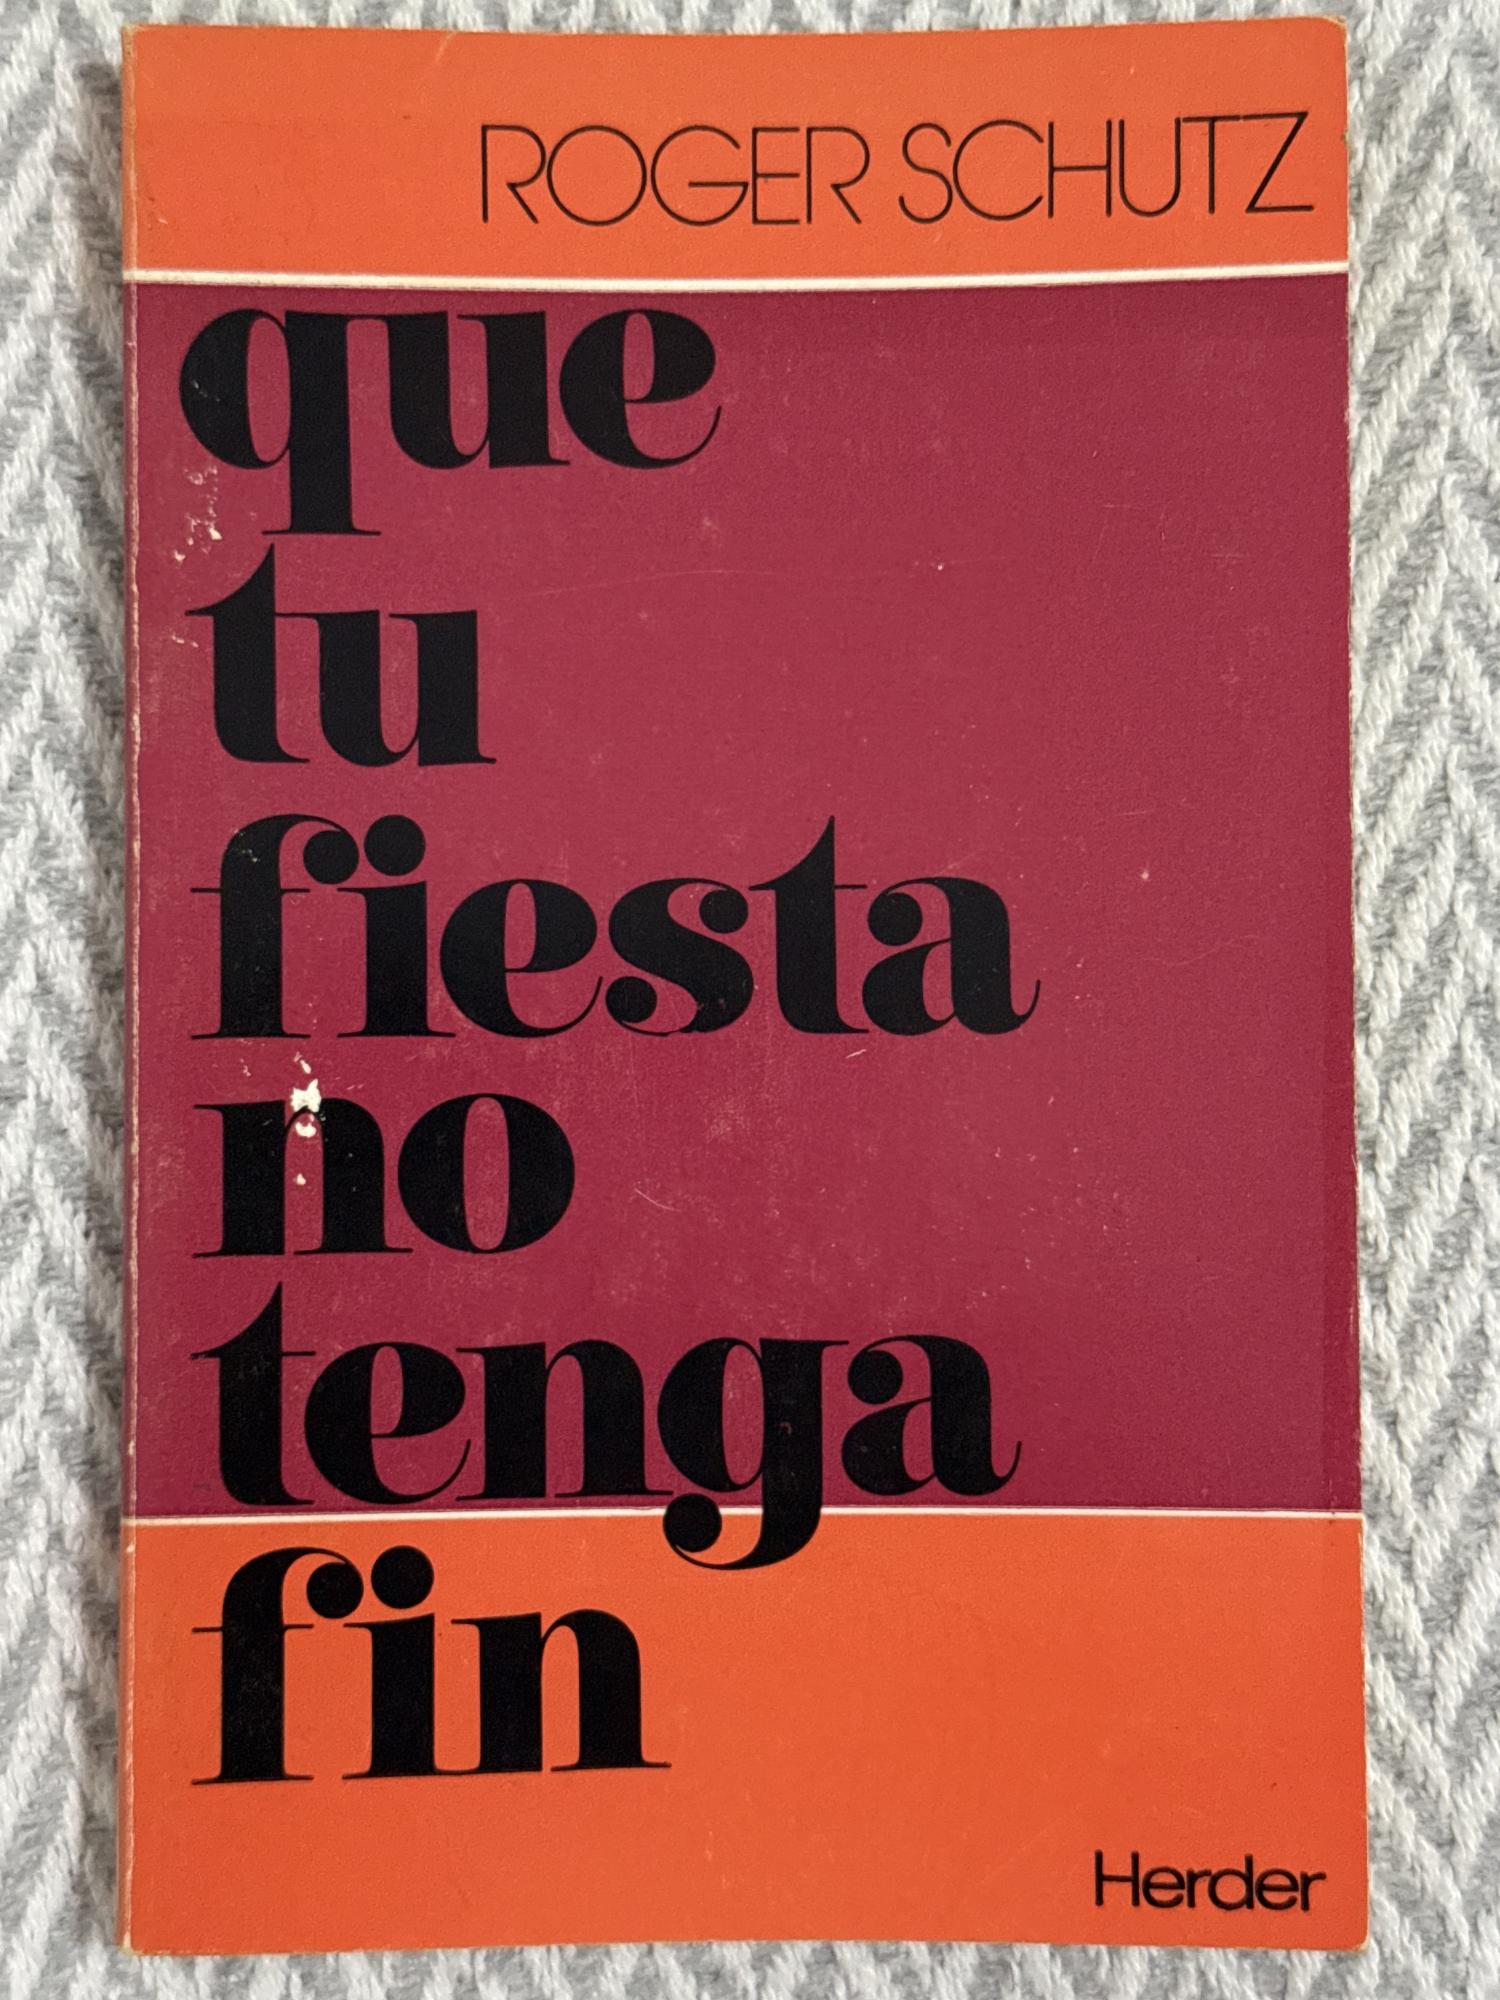 ROGER SCHUTZ
que
tu
fiesta
no
tenga
fin
Herder